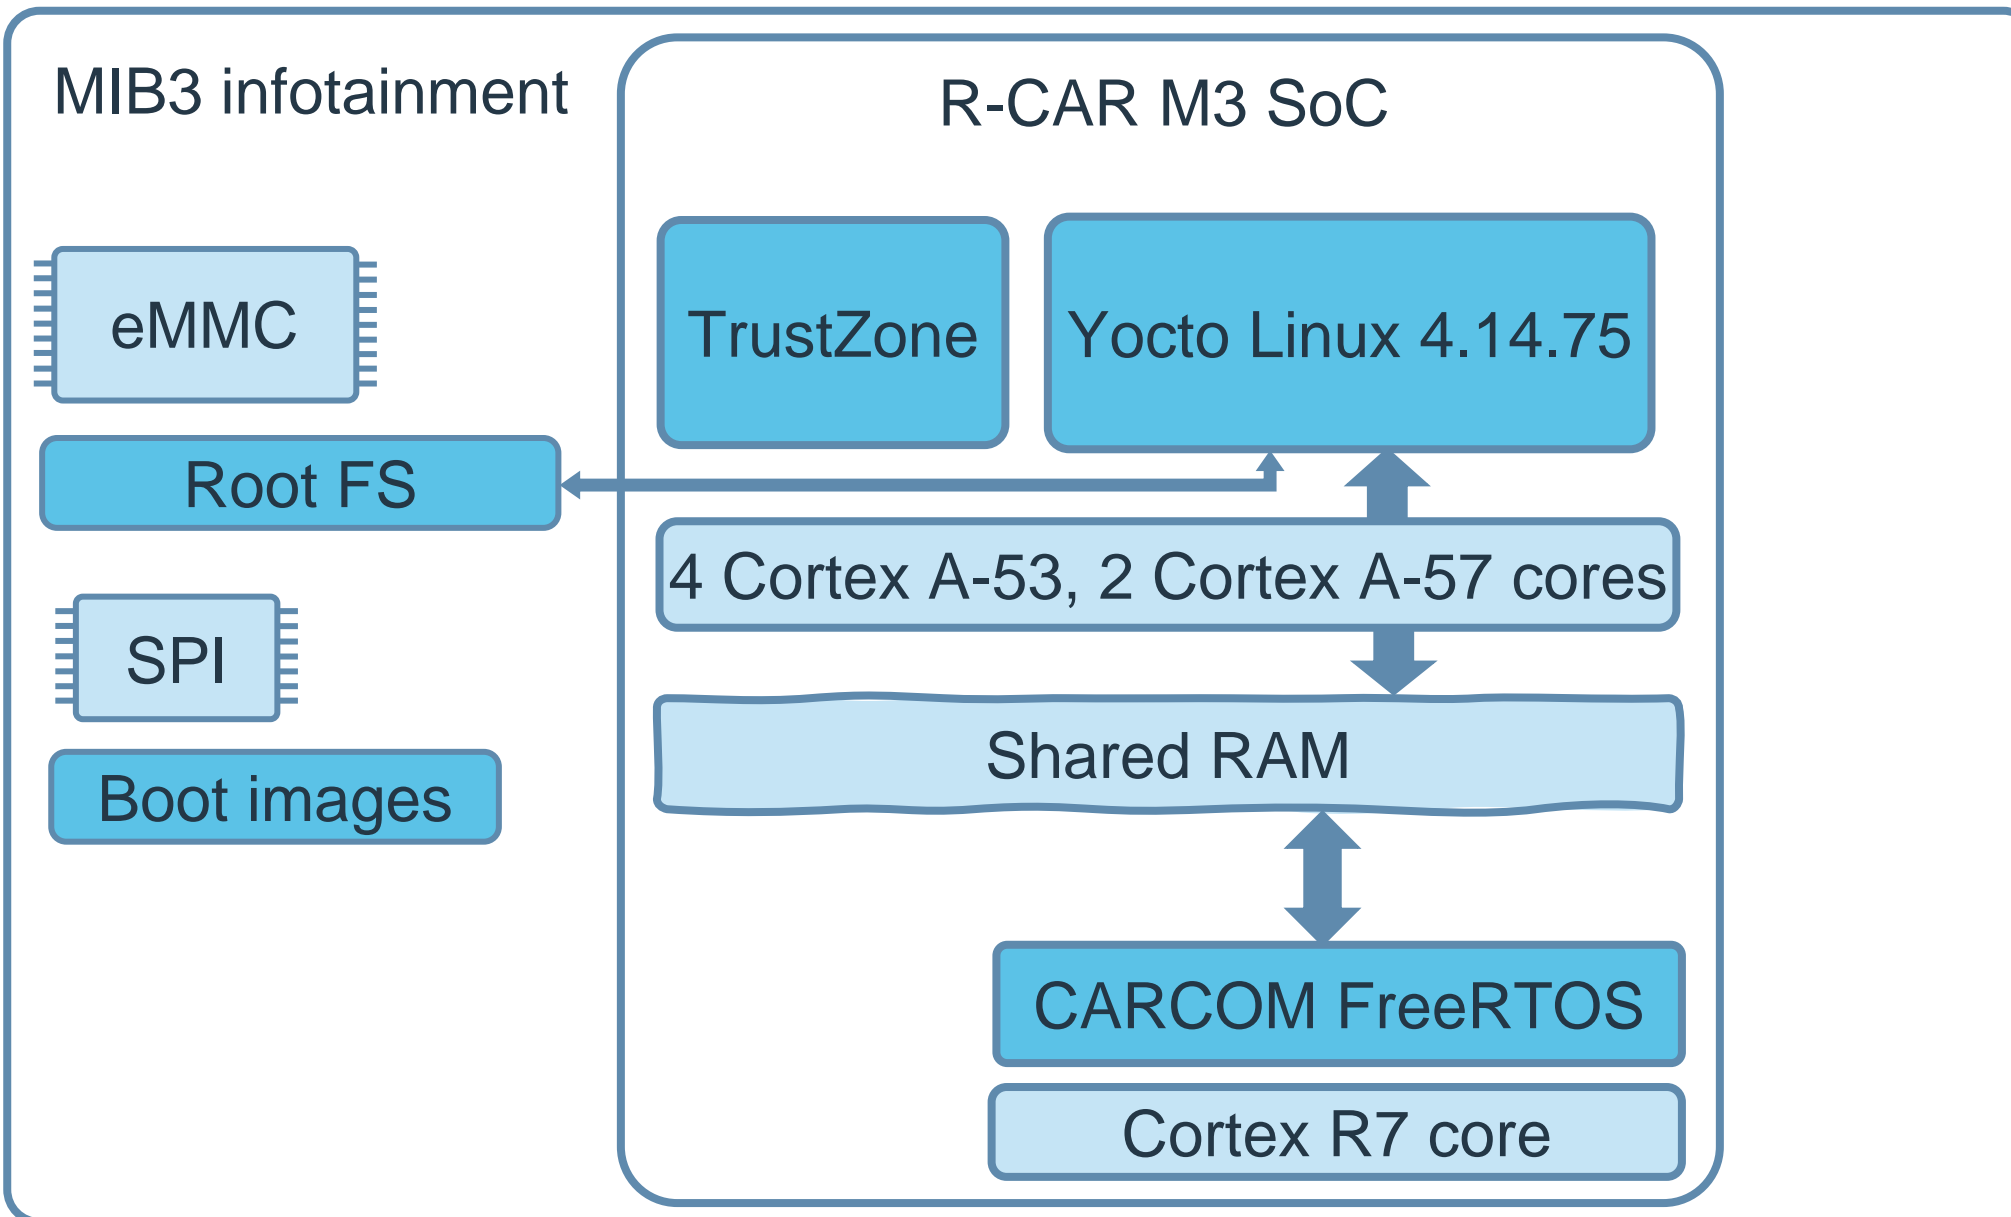 MIB3 infotainment
R-CAR M3 SoC
eMMC
Root FS
SPI
Boot images
TrustZone
Yocto Linux 4.14.75
4 Cortex A-53, 2 Cortex A-57 cores
Shared RAM
CARCOM FreeRTOS
Cortex R7 core